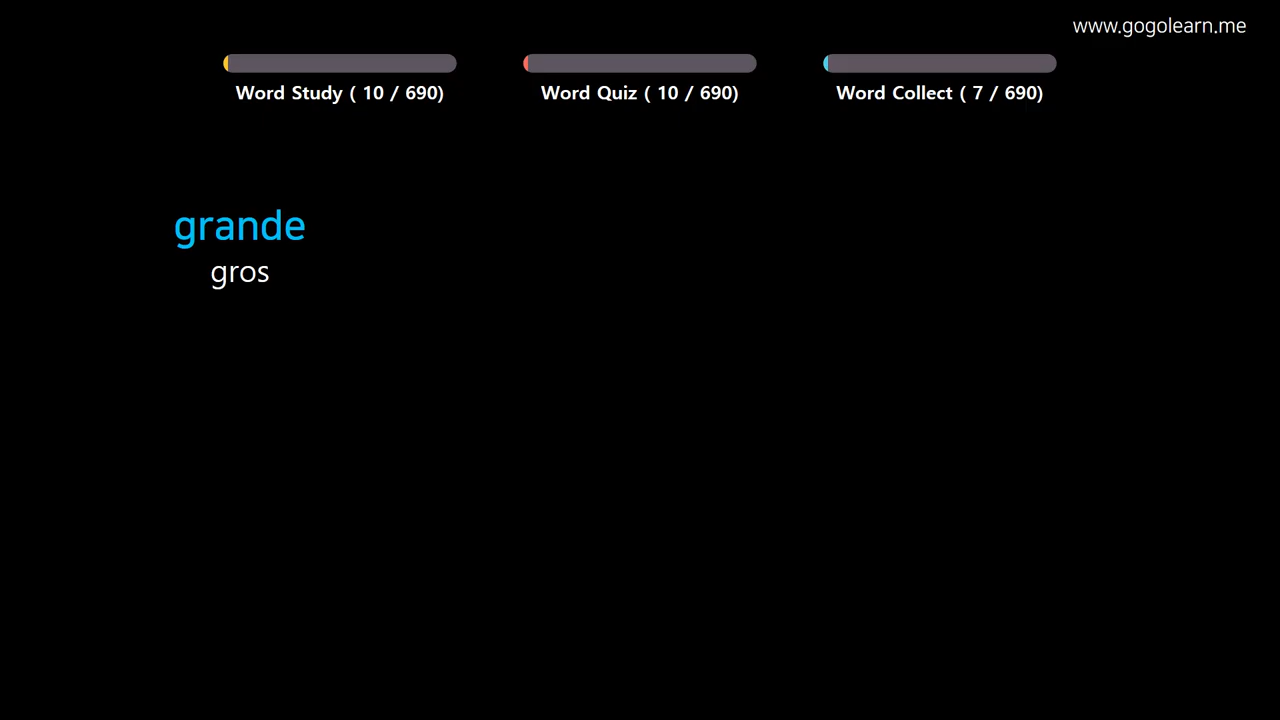 www.gogolearn.me
Word Study ( 10 / 690)
Word Quiz ( 10 / 690)
Word Collect ( 7 / 690)
grande
gros